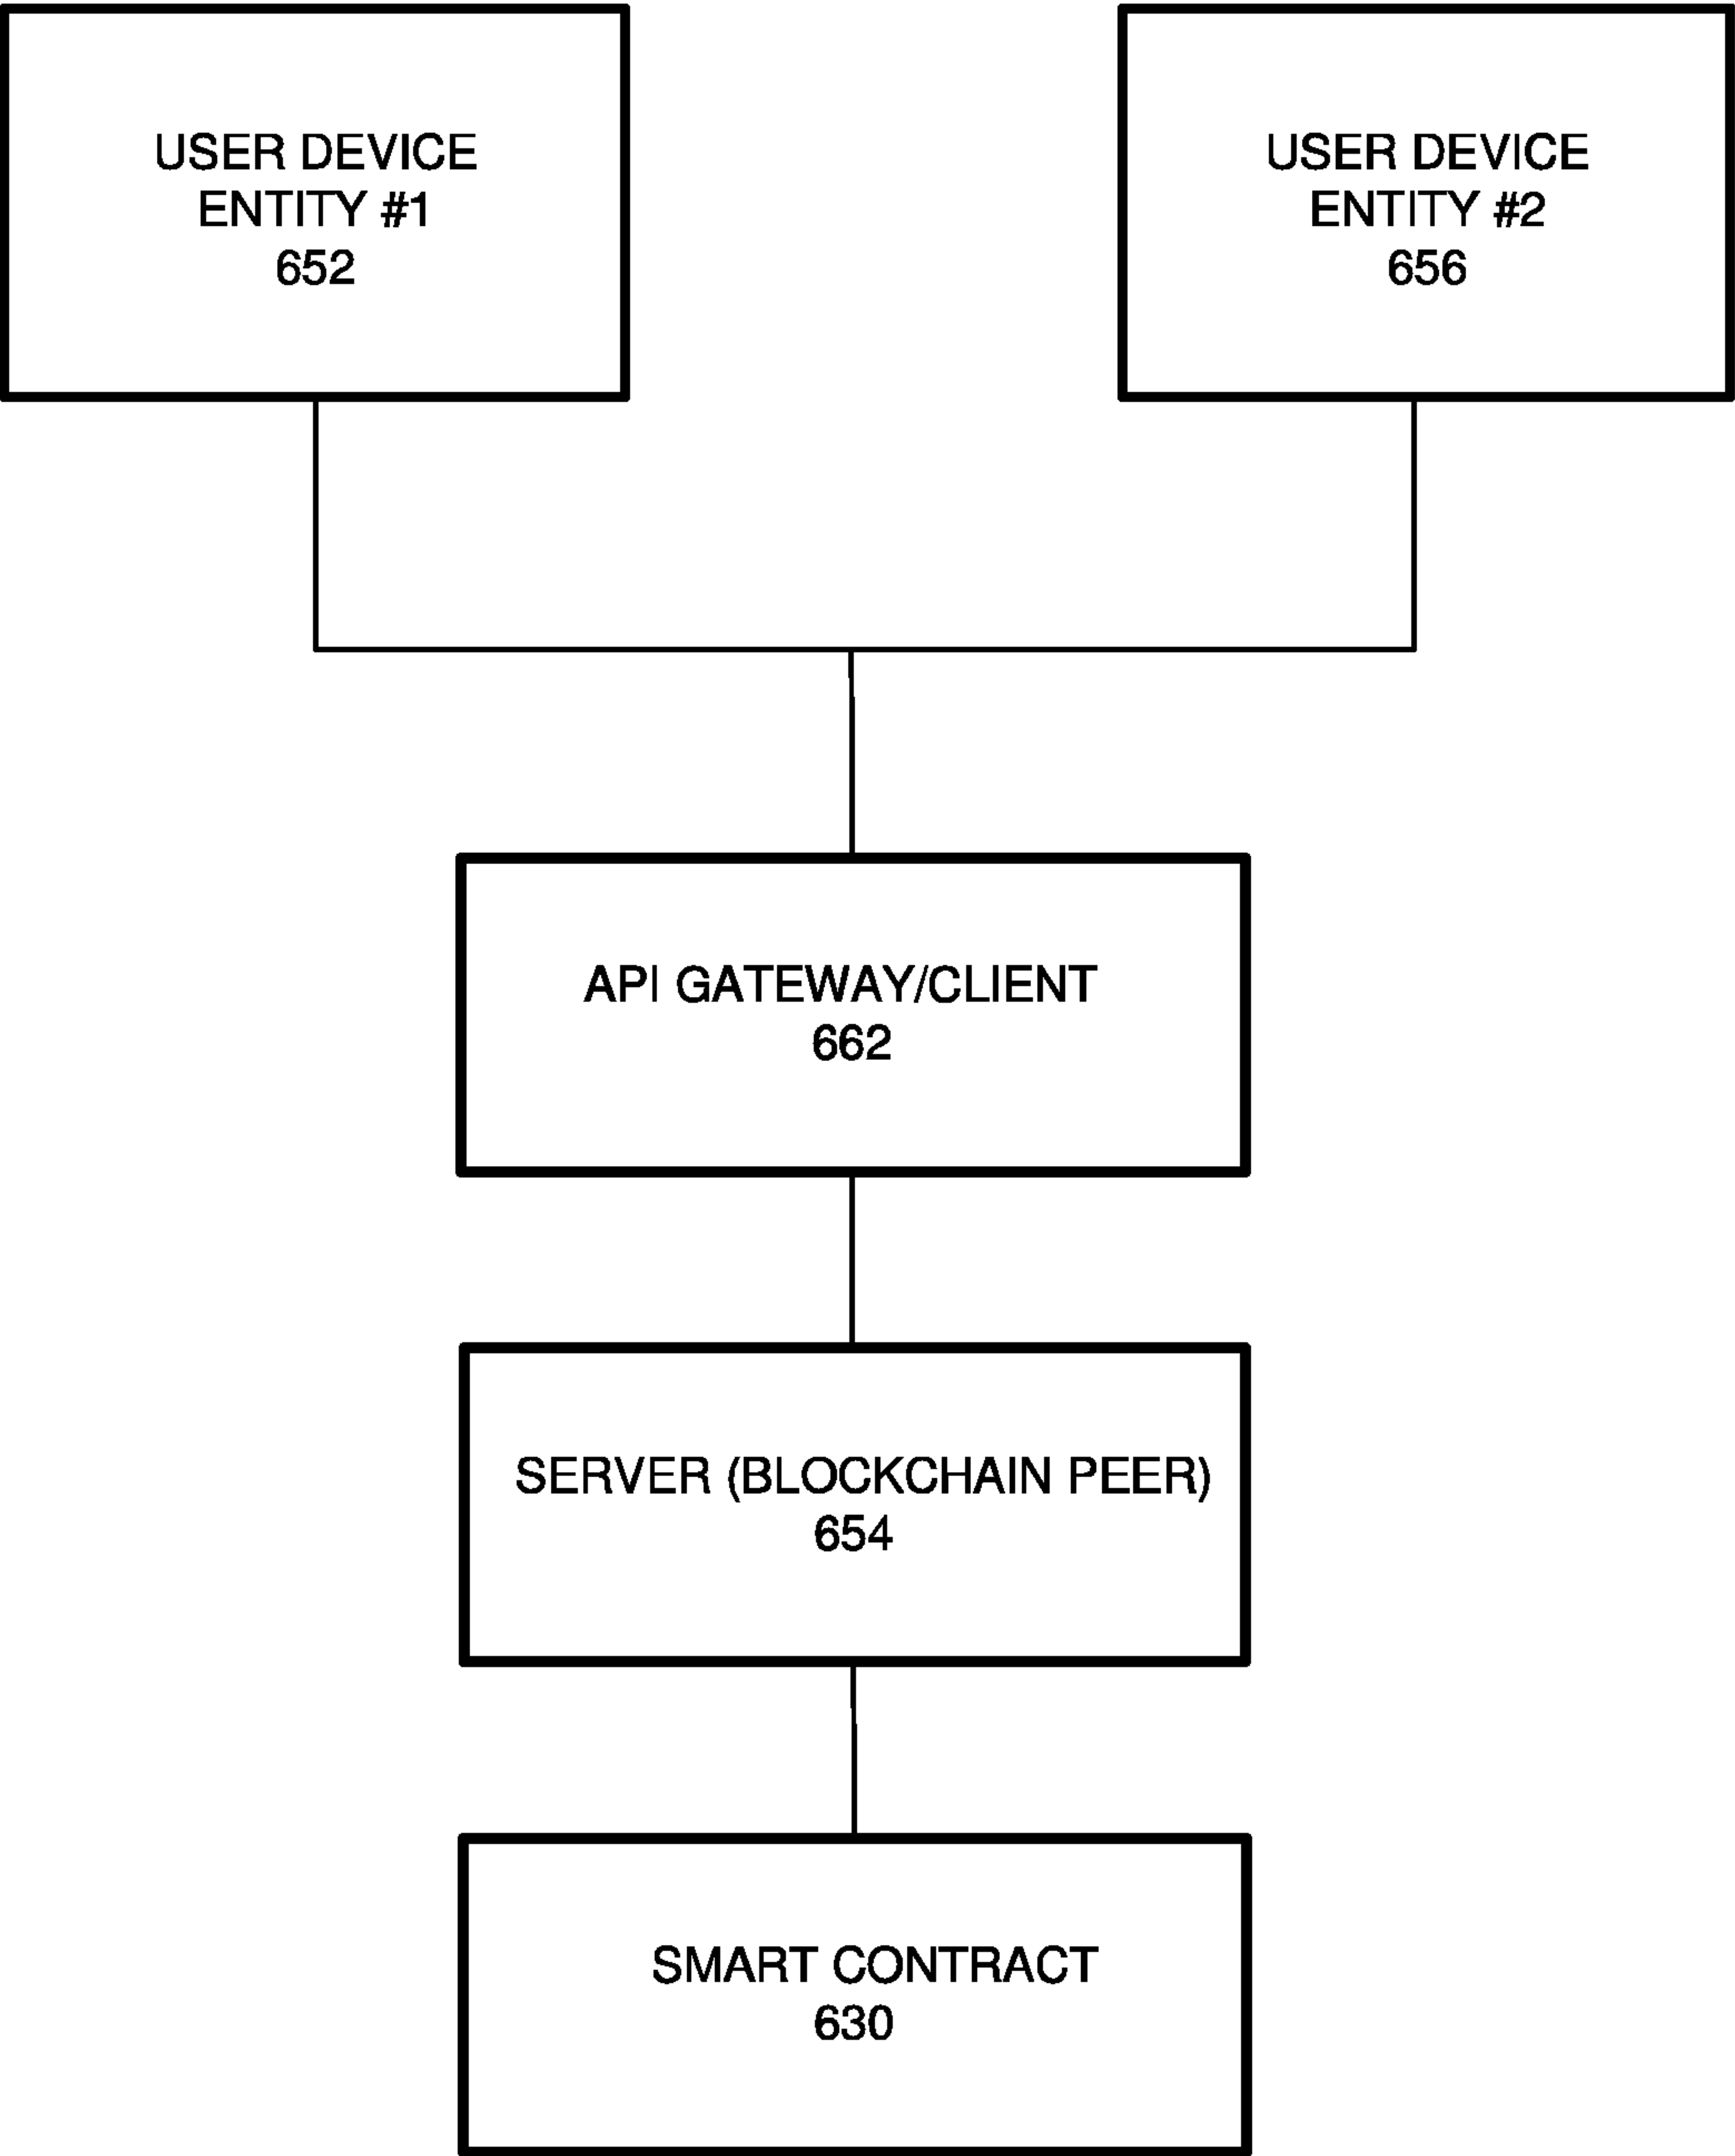 USER DEVICE
ENTITY #1
652
USER DEVICE
ENTITY #2
656
API GATEWAY/CLIENT
662
SERVER (BLOCKCHAIN PEER)
654
SMART CONTRACT
630